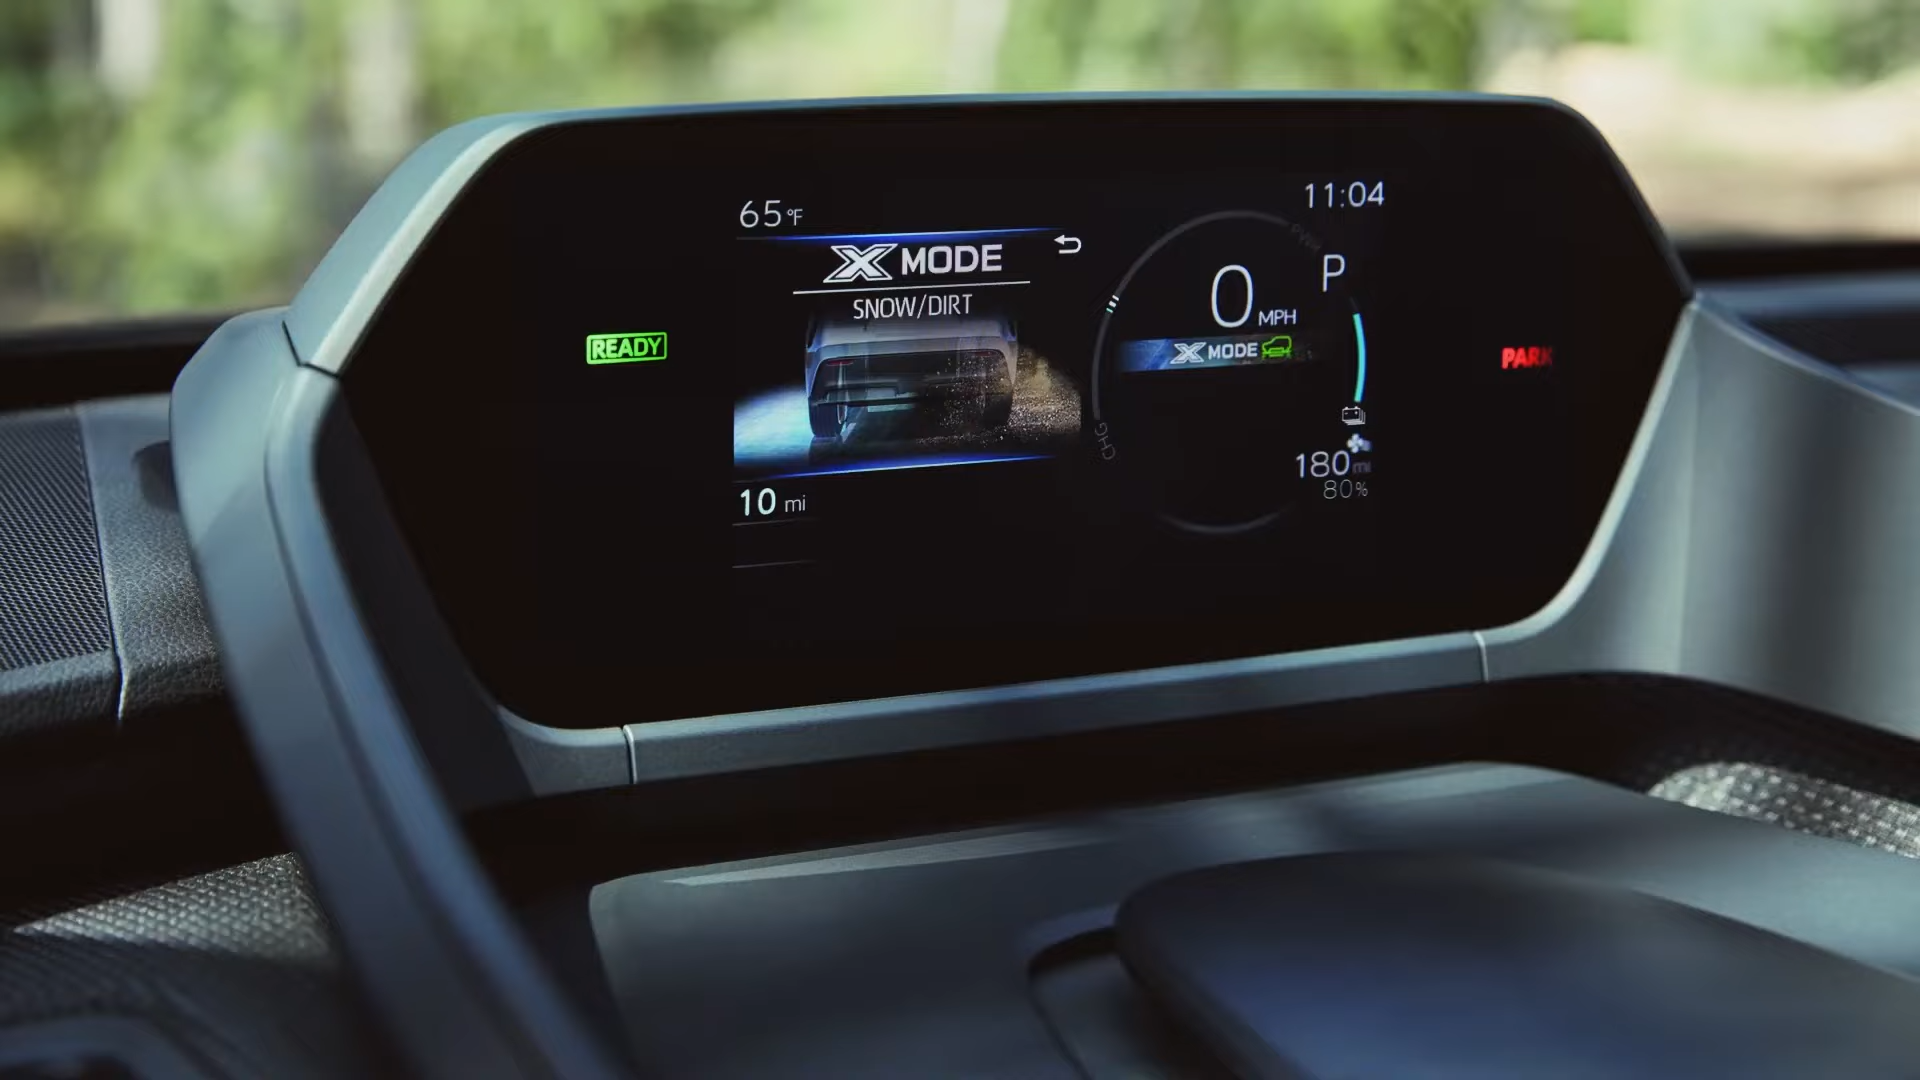 65°F
X MODE
SNOW/DIRT
READY
10 mi
11:04
PWR
P
0 MPH
X MODE
PARK
CHG
180 mi
80%